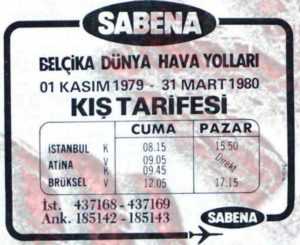 SABENA
BELÇİKA DÜNYA HAVA YOLLARI
01 KASIM 1979 - 31 MART 1980
KIŞ TARİFESİ
CUMA PAZAR
İSTANBUL K 08.15 15.50
ATİNA V 09.05 Direkt
K 09.45
BRÜKSEL V 12.05 17.15
İst. 437168 - 437169
Ank. 185142 - 185143
SABENA